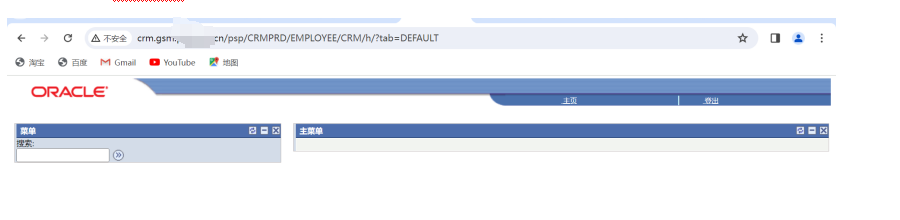 不安全 crm.gsm. cn/psp/CRMPRD/EMPLOYEE/CRM/h/?tab=DEFAULT
淘宝 百度 Gmail YouTube 地图
ORACLE
主页 登出
菜单 主菜单
搜索: